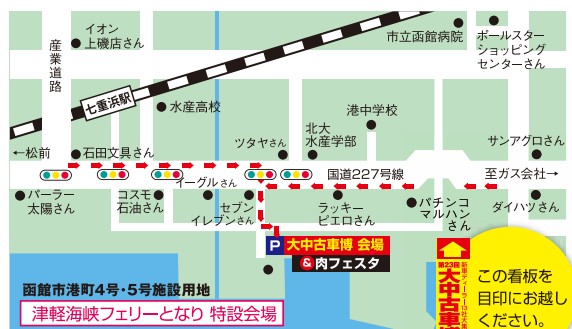 イオン
上磯店さん
産業道路
市立函館病院
ポールスター
ショッピング
センターさん
七重浜駅
水産高校
港中学校
北大
水産学部
ツタヤさん
サンアグロさん
←松前
石田文具さん
国道227号線
至ガス会社→
パーラー
太陽さん
コスモ
石油さん
イーグルさん
セブン
イレブンさん
ラッキー
ピエロさん
パチンコ
マルハン
さん
ダイハツさん
P 大中古車博 会場
&肉フェスタ
函館市港町4号・5号施設用地
津軽海峡フェリーとなり 特設会場
第23回
大中古車
この看板を
目印にお越し
ください。